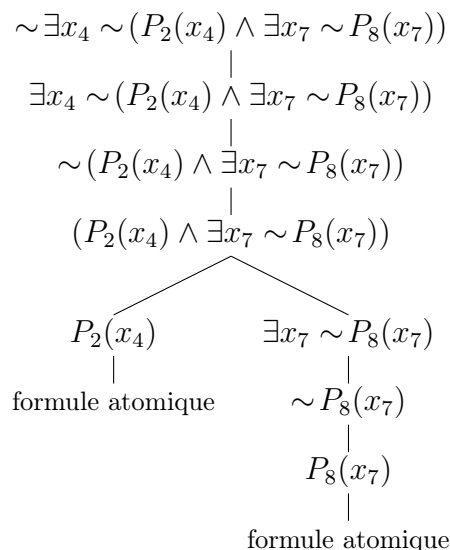 ∼∃x₄ ∼(P₂(x₄) ∧ ∃x₇ ∼P₈(x₇))
∃x₄ ∼(P₂(x₄) ∧ ∃x₇ ∼P₈(x₇))
∼(P₂(x₄) ∧ ∃x₇ ∼P₈(x₇))
(P₂(x₄) ∧ ∃x₇ ∼P₈(x₇))
P₂(x₄) ∃x₇ ∼P₈(x₇)
formule atomique ∼P₈(x₇)
P₈(x₇)
formule atomique